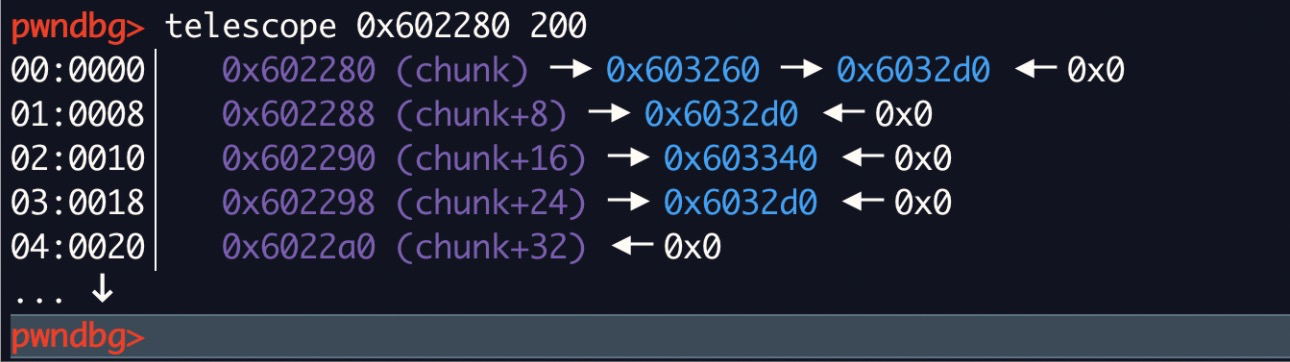 pwndbg> telescope 0x602280 200
00:0000│ 0x602280 (chunk) —▸ 0x603260 —▸ 0x6032d0 ◂— 0x0
01:0008│ 0x602288 (chunk+8) —▸ 0x6032d0 ◂— 0x0
02:0010│ 0x602290 (chunk+16) —▸ 0x603340 ◂— 0x0
03:0018│ 0x602298 (chunk+24) —▸ 0x6032d0 ◂— 0x0
04:0020│ 0x6022a0 (chunk+32) ◂— 0x0
... ↓
pwndbg>